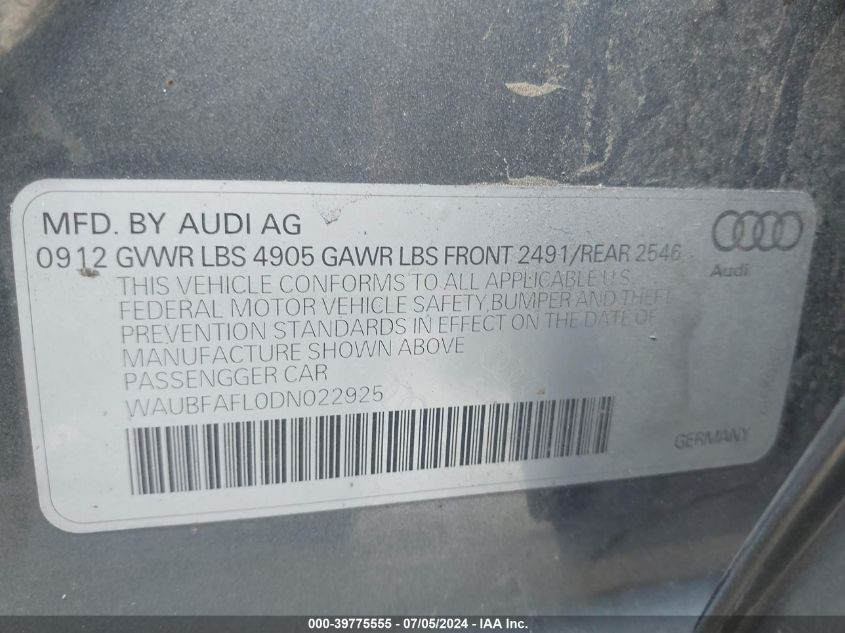 MFD. BY AUDI AG
0912 GVWR LBS 4905 GAWR LBS FRONT 2491/REAR 2546
Audi
THIS VEHICLE CONFORMS TO ALL APPLICABLE U.S.
FEDERAL MOTOR VEHICLE SAFETY, BUMPER AND THEFT
PREVENTION STANDARDS IN EFFECT ON THE DATE OF
MANUFACTURE SHOWN ABOVE
PASSENGGER CAR
WAUBFAFL0DN022925
GERMANY
000-39775555 - 07/05/2024 - IAA Inc.